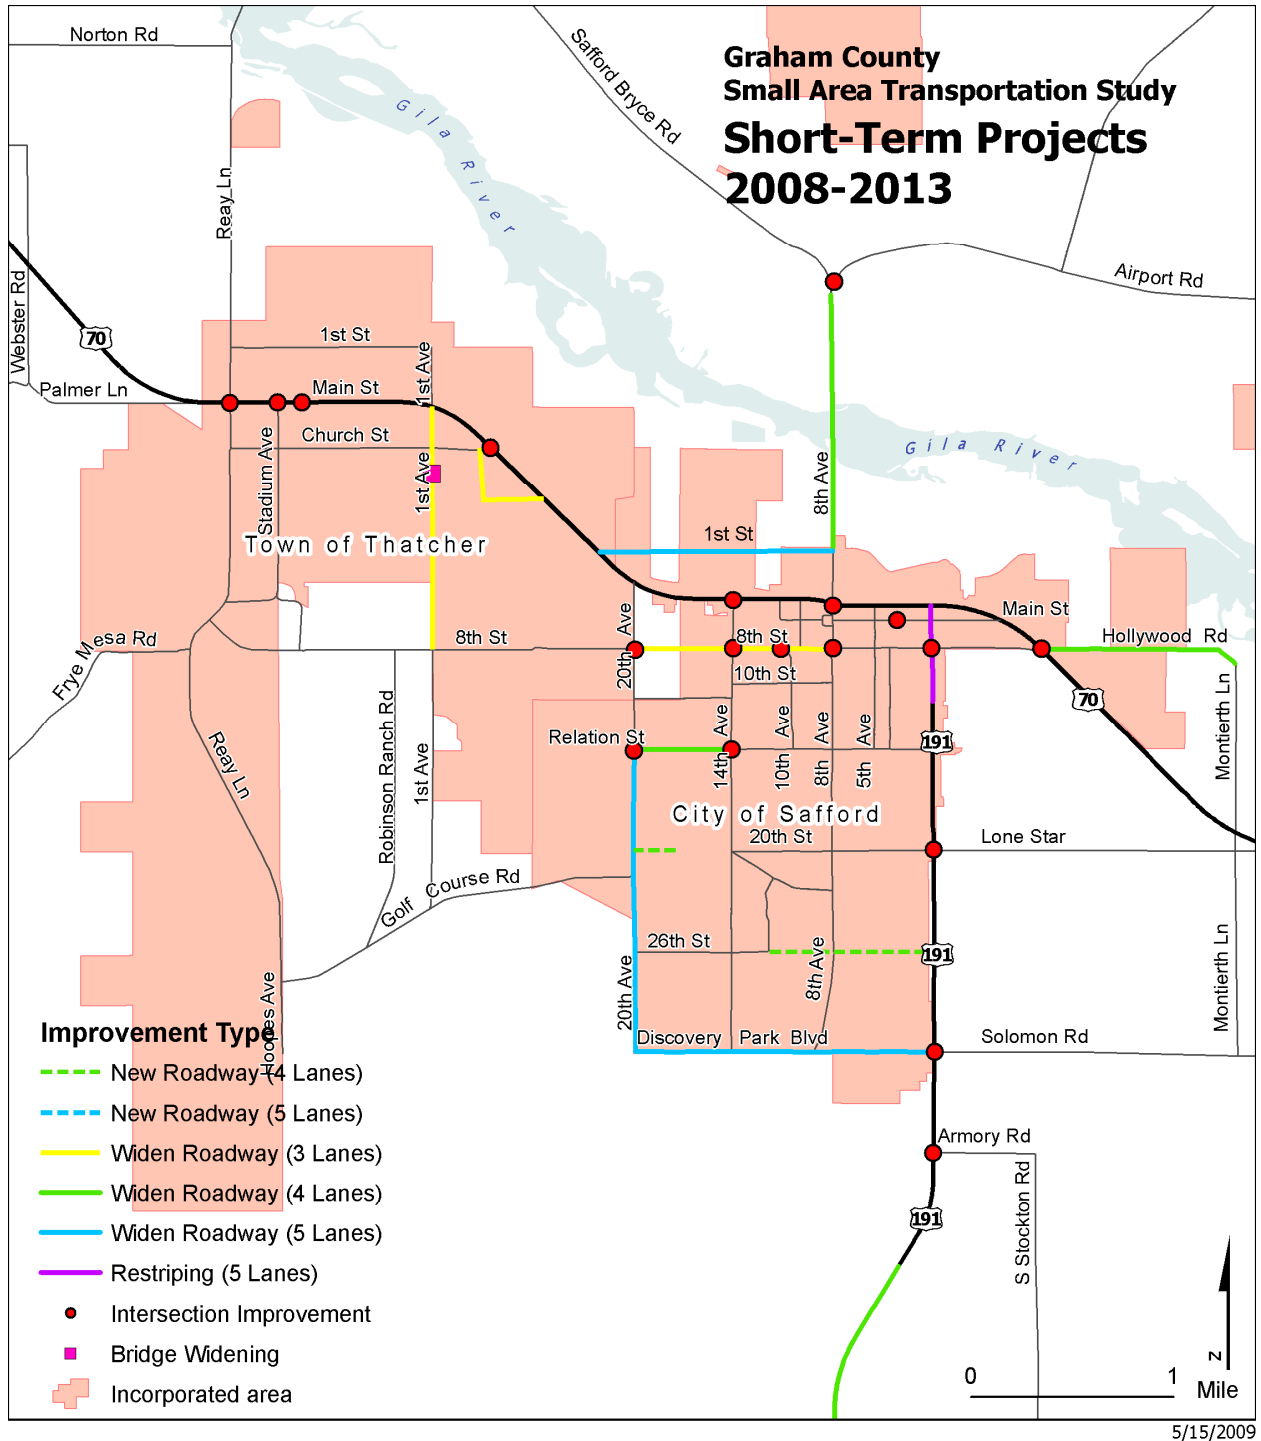 Norton Rd
Safford Bryce Rd
Graham County
Small Area Transportation Study
Short-Term Projects
2008-2013
Gila River
Reay Ln
Airport Rd
Webster Rd
70
1st St
1st Ave
Palmer Ln
Main St
Church St
Stadium Ave
1st Ave
Gila River
8th Ave
1st St
Town of Thatcher
20th Ave
Main St
Frye Mesa Rd
8th St
8th St
Hollywood Rd
10th St
70
Montierth Ln
Robinson Ranch Rd
1st Ave
Reay Ln
Relation St
14th Ave
10th Ave
8th Ave
5th Ave
191
City of Safford
20th St
Lone Star
Golf Course Rd
26th St
8th Ave
191
Montierth Ln
20th Ave
Hoopes Ave
Discovery Park Blvd
Solomon Rd
Improvement Type
New Roadway (4 Lanes)
New Roadway (5 Lanes)
Widen Roadway (3 Lanes)
Widen Roadway (4 Lanes)
Widen Roadway (5 Lanes)
Restriping (5 Lanes)
Intersection Improvement
Bridge Widening
Incorporated area
Armory Rd
191
S Stockton Rd
N
0 1
Mile
5/15/2009